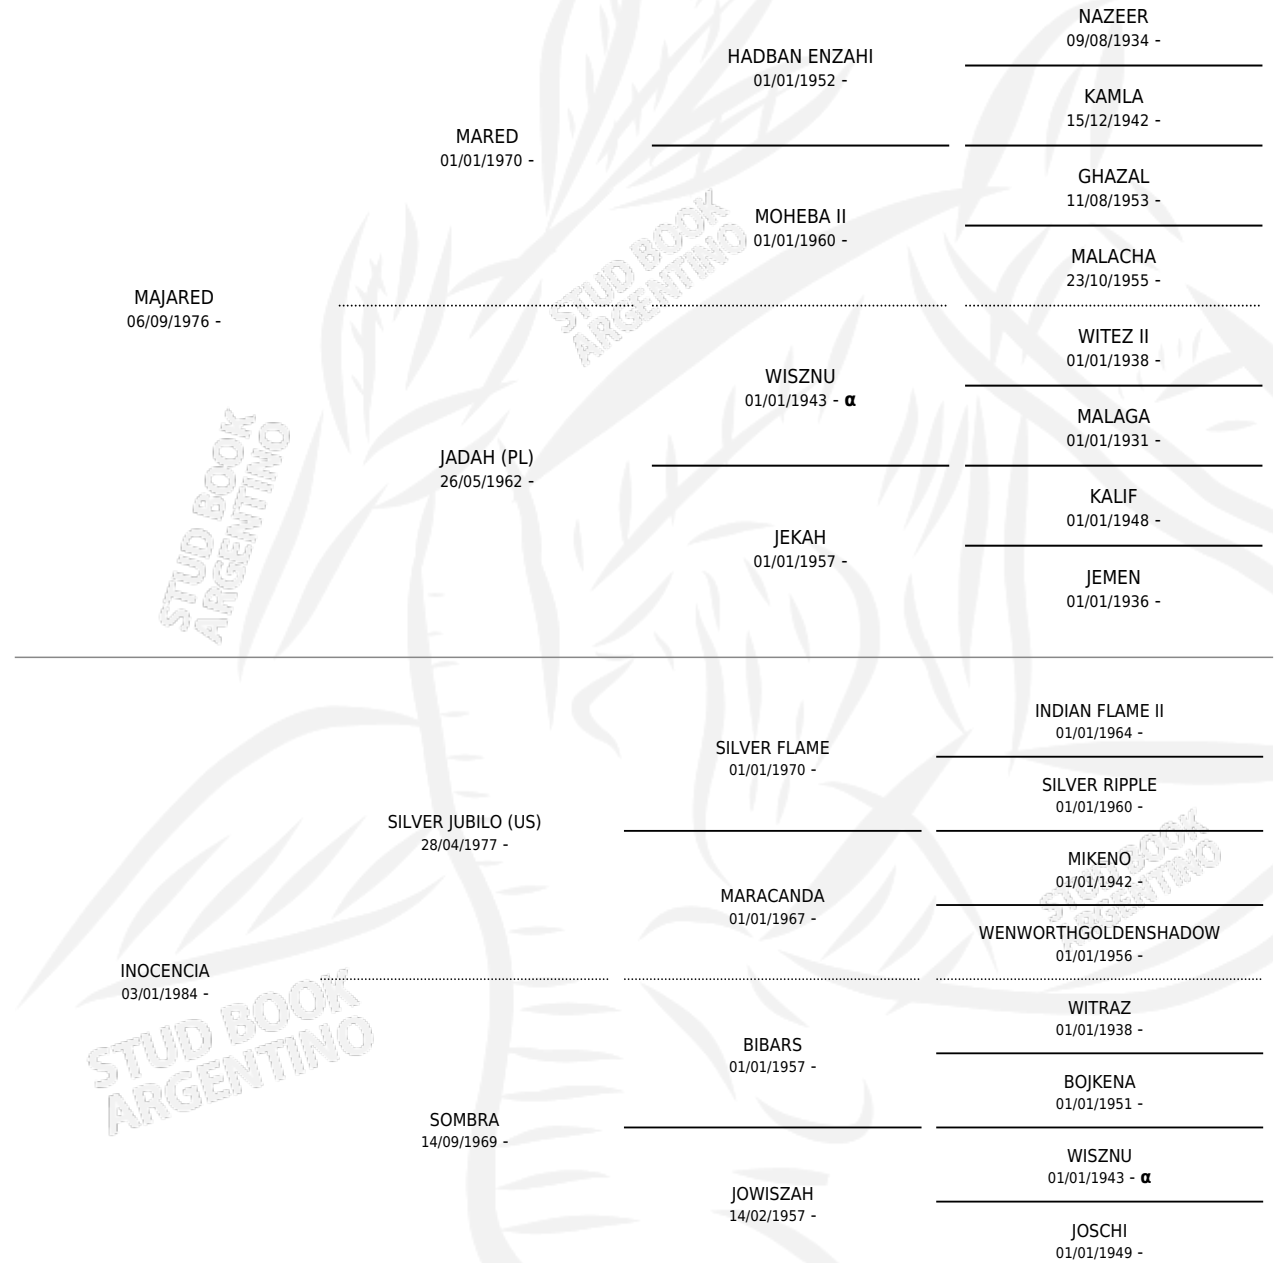 NAZEER
09/08/1934 -
HADBAN ENZAHI
01/01/1952 -
KAMLA
15/12/1942 -
MARED
01/01/1970 -
GHAZAL
11/08/1953 -
MOHEBA II
01/01/1960 -
MALACHA
23/10/1955 -
MAJARED
06/09/1976 -
WITEZ II
01/01/1938 -
WISZNU
01/01/1943 - α
MALAGA
01/01/1931 -
JADAH (PL)
26/05/1962 -
KALIF
01/01/1948 -
JEKAH
01/01/1957 -
JEMEN
01/01/1936 -
INDIAN FLAME II
01/01/1964 -
SILVER FLAME
01/01/1970 -
SILVER RIPPLE
01/01/1960 -
SILVER JUBILO (US)
28/04/1977 -
MIKENO
01/01/1942 -
MARACANDA
01/01/1967 -
WENWORTHGOLDENSHADOW
01/01/1956 -
INOCENCIA
03/01/1984 -
WITRAZ
01/01/1938 -
BIBARS
01/01/1957 -
BOJKENA
01/01/1951 -
SOMBRA
14/09/1969 -
WISZNU
01/01/1943 - α
JOWISZAH
14/02/1957 -
JOSCHI
01/01/1949 -
STUD BOOK
ARGENTINO
STUD BOOK
ARGENTINO
STUD BOOK
ARGENTINO
STUD BOOK
ARGENTINO